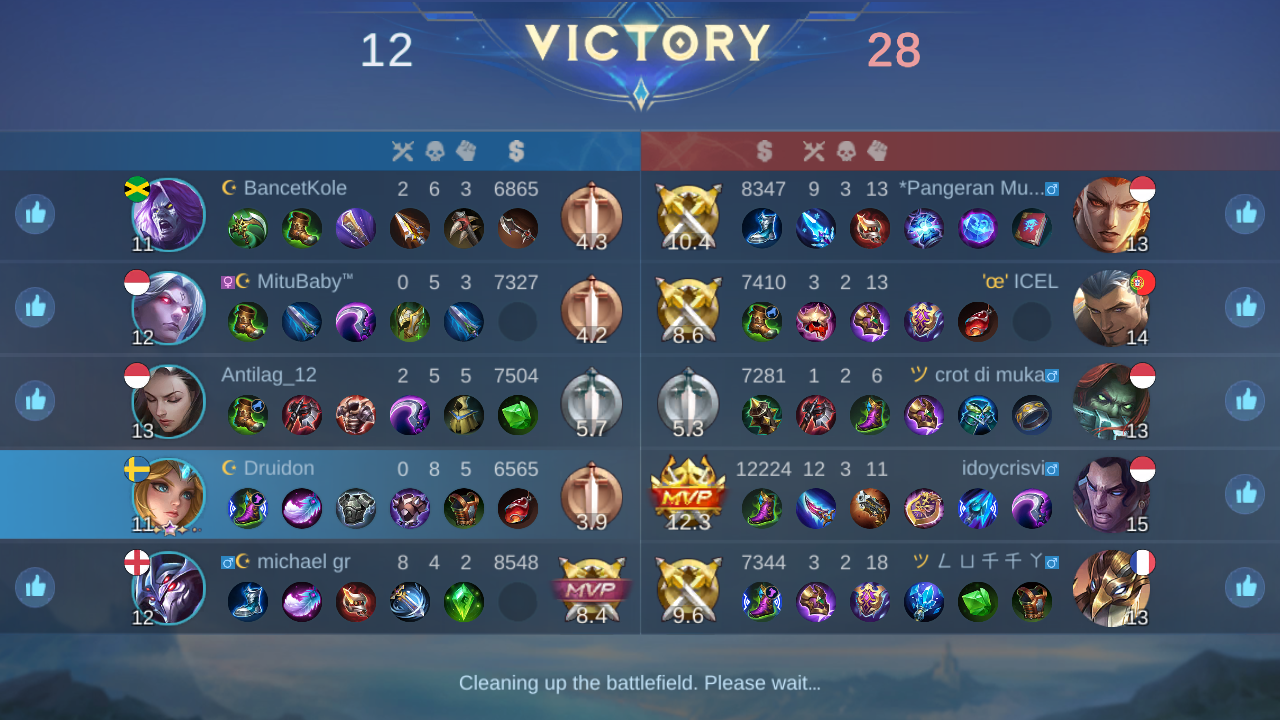 12 VICTORY 28
BancetKole 2 6 3 6865
11 4.3
8347 9 3 13 *Pangeran Mu...
10.4 13
MituBaby™ 0 5 3 7327
12 4.2
7410 3 2 13 'œ' ICEL
8.6 14
Antilag_12 2 5 5 7504
13 5.7
7281 1 2 6 ツ crot di muka
5.3 13
Druidon 0 8 5 6565
11 3.9
12224 12 3 11 idoycrisvi
MVP
12.3 15
michael gr 8 4 2 8548
MVP
12 8.4
7344 3 2 18 ツ ㄥ ㄩ 千 千 丫
9.6 13
Cleaning up the battlefield. Please wait...